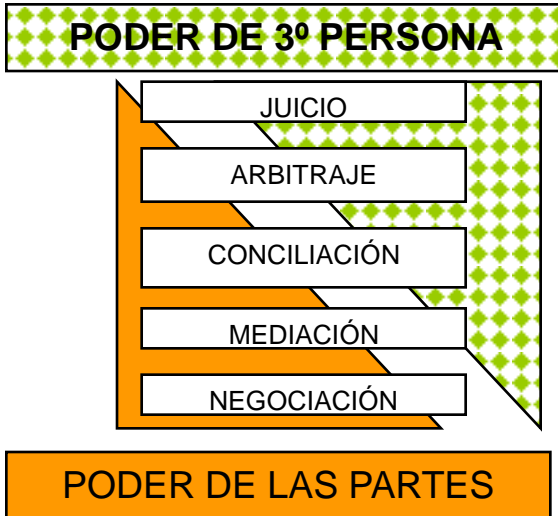 PODER DE 3º PERSONA
JUICIO
ARBITRAJE
CONCILIACIÓN
MEDIACIÓN
NEGOCIACIÓN
PODER DE LAS PARTES